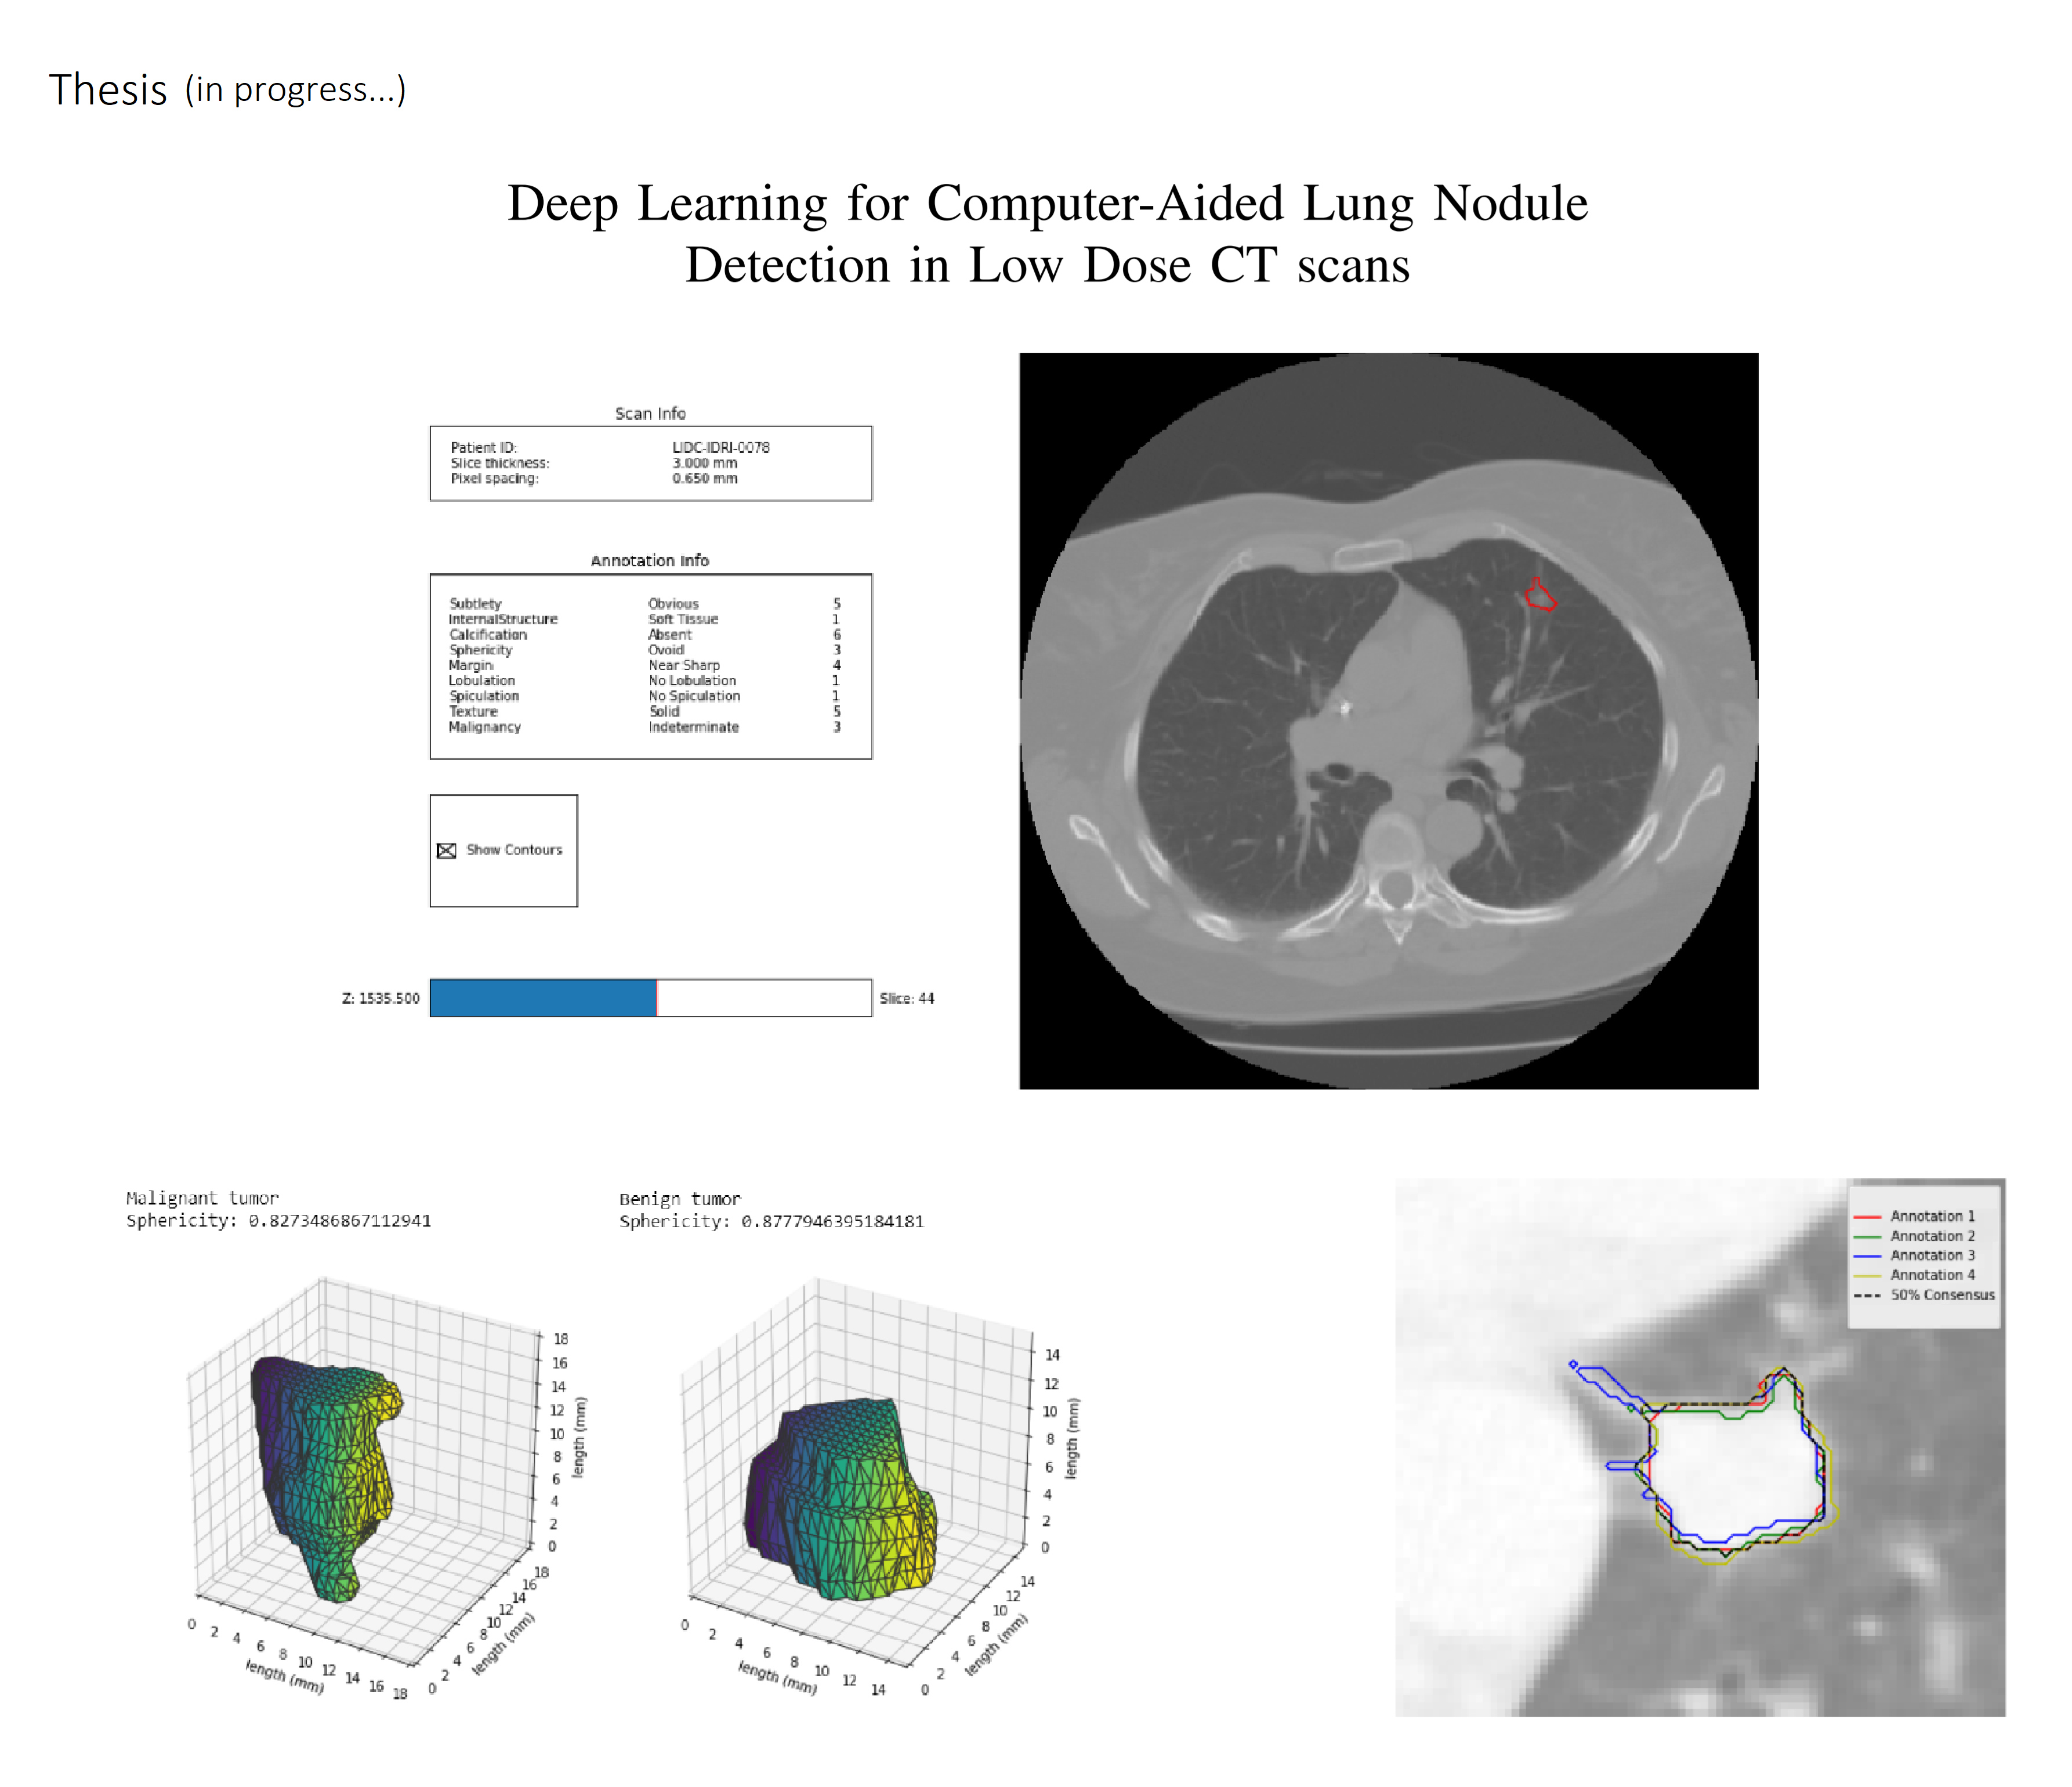 Thesis (in progress...)
Deep Learning for Computer-Aided Lung Nodule
Detection in Low Dose CT scans
Scan Info
Patient ID: LIDC-IDRI-0078
Slice thickness: 3.000 mm
Pixel spacing: 0.650 mm
Annotation Info
Subtlety Obvious 5
InternalStructure Soft Tissue 1
Calcification Absent 6
Sphericity Ovoid 3
Margin Near Sharp 4
Lobulation No Lobulation 1
Spiculation No Spiculation 1
Texture Solid 5
Malignancy Indeterminate 3
Show Contours
Z: 1535.500 Slice: 44
Malignant tumor
Sphericity: 0.8273486867112941
18
16
14
12
10
8
6
4
2
0
length (mm)
0 2 4 6 8 10 12 14 16 18
length (mm)
0 2 4 6 8 10 12 14 16 18
length (mm)
Benign tumor
Sphericity: 0.8777946395184181
14
12
10
8
6
4
2
0
length (mm)
0 2 4 6 8 10 12 14
length (mm)
0 2 4 6 8 10 12 14
length (mm)
Annotation 1
Annotation 2
Annotation 3
Annotation 4
50% Consensus